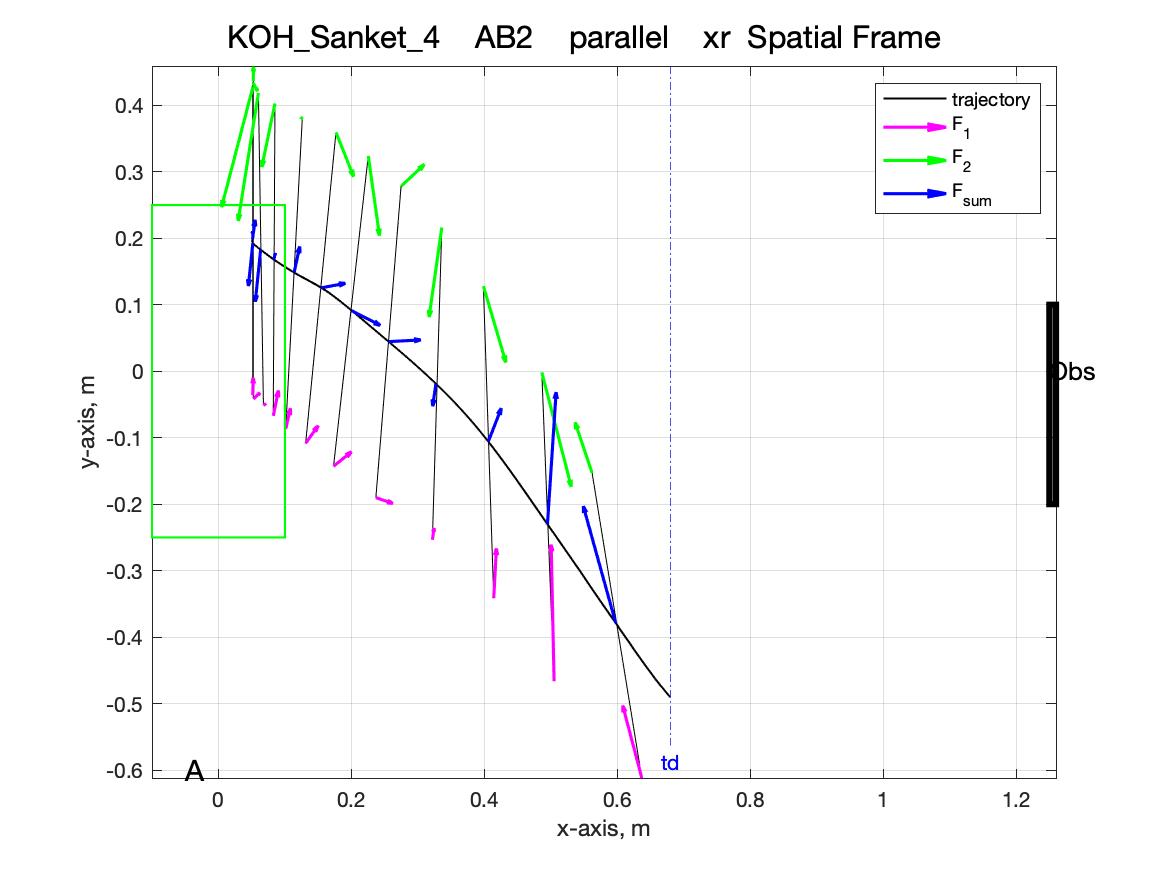 KOH_Sanket_4 AB2 parallel xr Spatial Frame
trajectory
F1
F2
Fsum
0.4
0.3
0.2
0.1
0
-0.1
-0.2
-0.3
-0.4
-0.5
-0.6
y-axis, m
Obs
A
td
0 0.2 0.4 0.6 0.8 1 1.2
x-axis, m